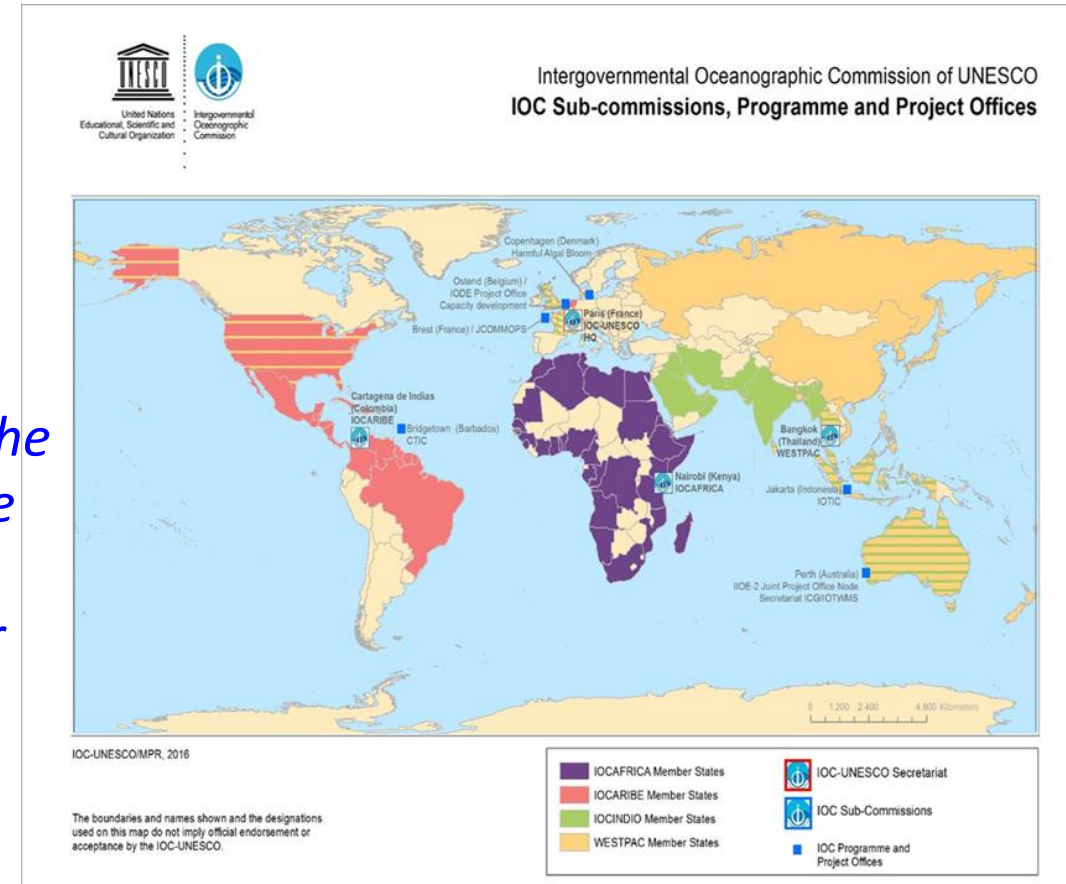 UNESCO
United Nations
Educational, Scientific and
Cultural Organization
Intergovernmental
Oceanographic
Commission
Intergovernmental Oceanographic Commission of UNESCO
IOC Sub-commissions, Programme and Project Offices
he
e
r
Copenhagen (Denmark)
Harmful Algal Bloom
Ostend (Belgium) /
IODE Project Office
Capacity development
Brest (France) / JCOMMOPS
Paris (France)
IOC-UNESCO
HQ
Cartagena de Indias
(Colombia)
IOCARIBE
Bridgetown (Barbados)
CTIC
Nairobi (Kenya)
IOCAFRICA
Bangkok
(Thailand)
WESTPAC
Jakarta (Indonesia)
IOTIC
Perth (Australia)
IIOE-2 Joint Project Office Node
Secretariat ICG/IOTWMS
0 1.200 2.400 4.800 Kilometers
IOC-UNESCO/MPR, 2016
The boundaries and names shown and the designations
used on this map do not imply official endorsement or
acceptance by the IOC-UNESCO.
IOCAFRICA Member States
IOCARIBE Member States
IOCINDIO Member States
WESTPAC Member States
IOC-UNESCO Secretariat
IOC Sub-Commissions
IOC Programme and
Project Offices